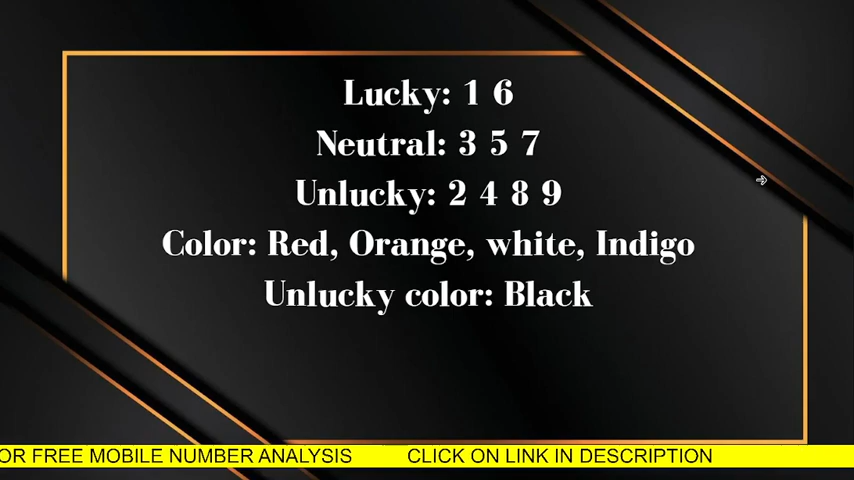 Lucky: 1 6
Neutral: 3 5 7
Unlucky: 2 4 8 9
Color: Red, Orange, white, Indigo
Unlucky color: Black
OR FREE MOBILE NUMBER ANALYSIS CLICK ON LINK IN DESCRIPTION